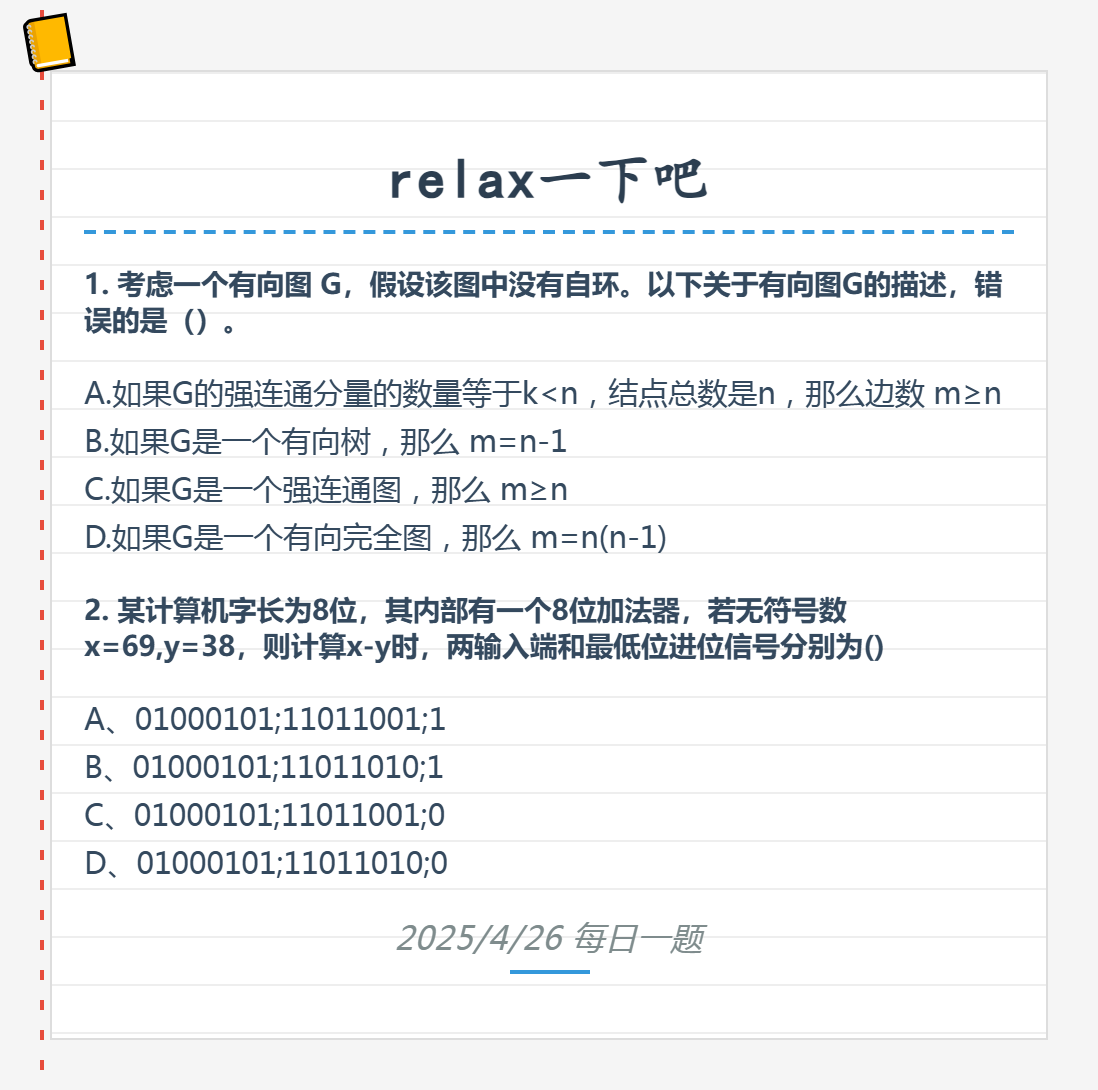 relax一下吧
1. 考虑一个有向图 G，假设该图中没有自环。以下关于有向图G的描述，错
误的是（）。
A.如果G的强连通分量的数量等于k<n，结点总数是n，那么边数 m≥n
B.如果G是一个有向树，那么 m=n-1
C.如果G是一个强连通图，那么 m≥n
D.如果G是一个有向完全图，那么 m=n(n-1)
2. 某计算机字长为8位，其内部有一个8位加法器，若无符号数
x=69,y=38，则计算x-y时，两输入端和最低位进位信号分别为()
A、01000101;11011001;1
B、01000101;11011010;1
C、01000101;11011001;0
D、01000101;11011010;0
2025/4/26 每日一题